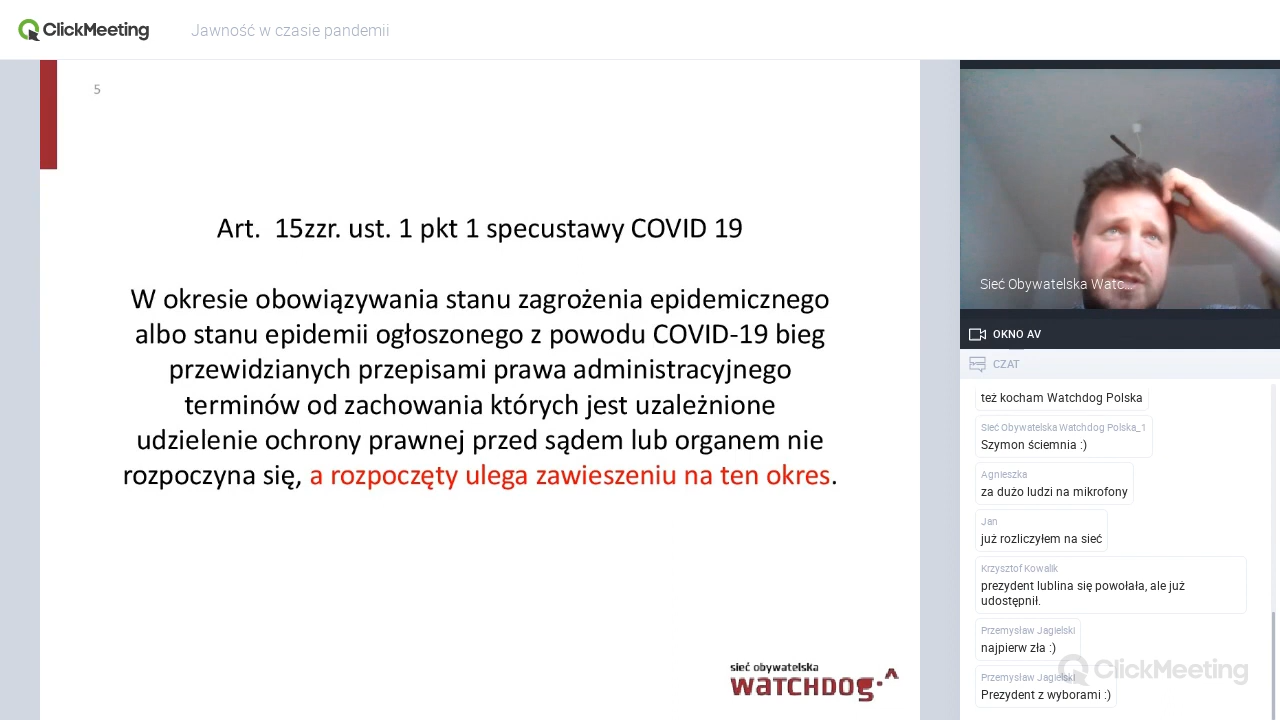 ClickMeeting
Jawność w czasie pandemii
5
Art.  15zzr. ust. 1 pkt 1 specustawy COVID 19
W okresie obowiązywania stanu zagrożenia epidemicznego
albo stanu epidemii ogłoszonego z powodu COVID-19 bieg
przewidzianych przepisami prawa administracyjnego
terminów od zachowania których jest uzależnione
udzielenie ochrony prawnej przed sądem lub organem nie
rozpoczyna się, a rozpoczęty ulega zawieszeniu na ten okres.
sieć obywatelska
WATCHDOG
Sieć Obywatelska Watc...
OKNO AV
CZAT
też kocham Watchdog Polska
Sieć Obywatelska Watchdog Polska_1
Szymon ściemnia :)
Agnieszka
za dużo ludzi na mikrofony
Jan
już rozliczyłem na sieć
Krzysztof Kowalik
prezydent lublina się powołała, ale już
udostępnił.
Przemysław Jagielski
najpierw zła :)
Przemysław Jagielski
Prezydent z wyborami :)
ClickMeeting